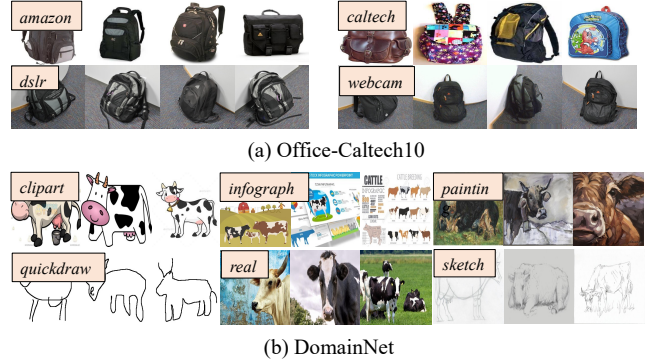 amazon
caltech
dslr
webcam
(a) Office-Caltech10
clipart
infograph
CATTLE
paintin
quickdraw
real
sketch
(b) DomainNet